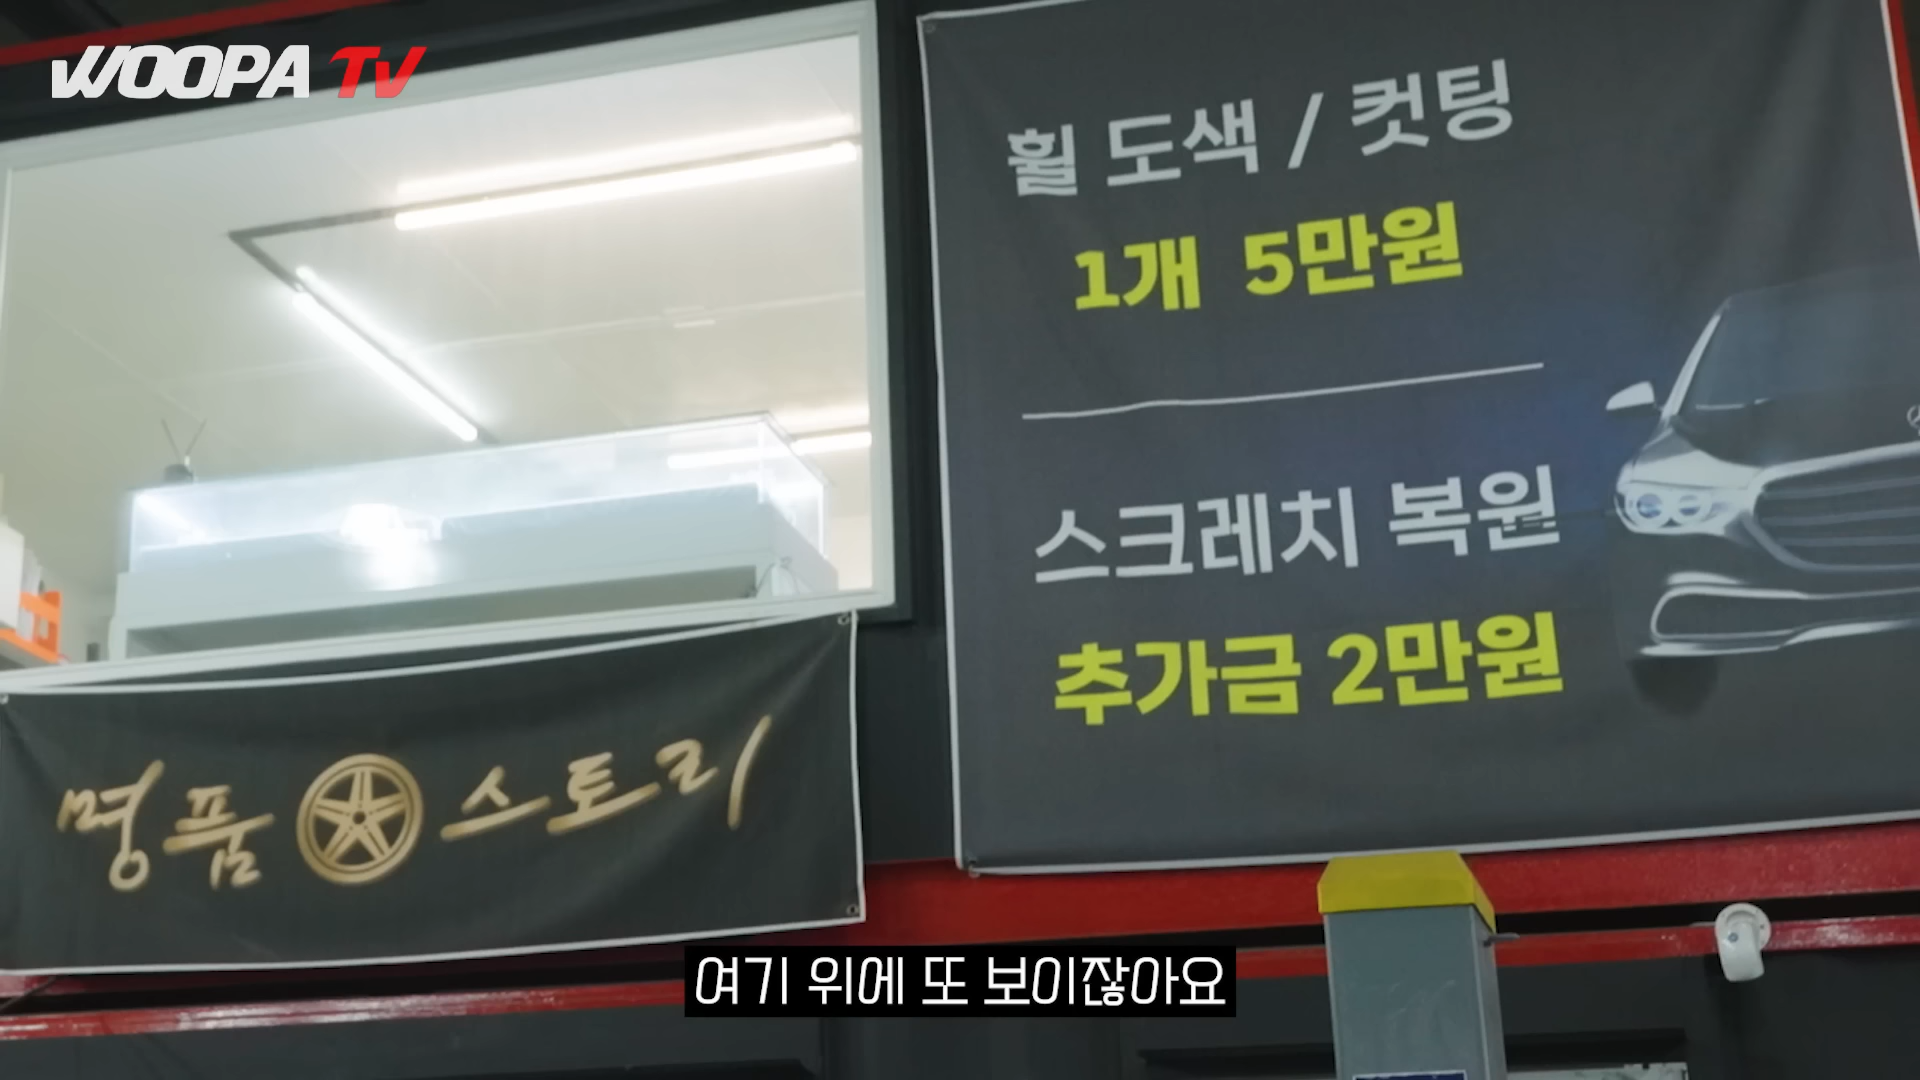 WOOPA TV
휠 도색 / 컷팅
1개 5만원
스크레치 복원
추가금 2만원
명품 스토리
여기 위에 또 보이잖아요